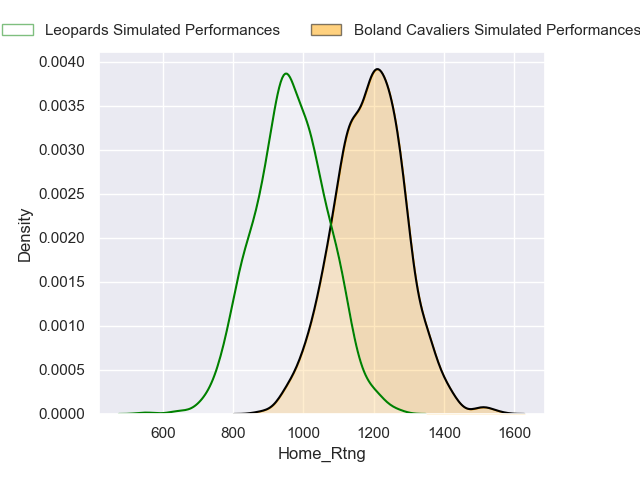 Leopards Simulated Performances
Boland Cavaliers Simulated Performances
0.0040
0.0035
0.0030
0.0025
0.0020
0.0015
0.0010
0.0005
0.0000
Density
600 800 1000 1200 1400 1600
Home_Rtng